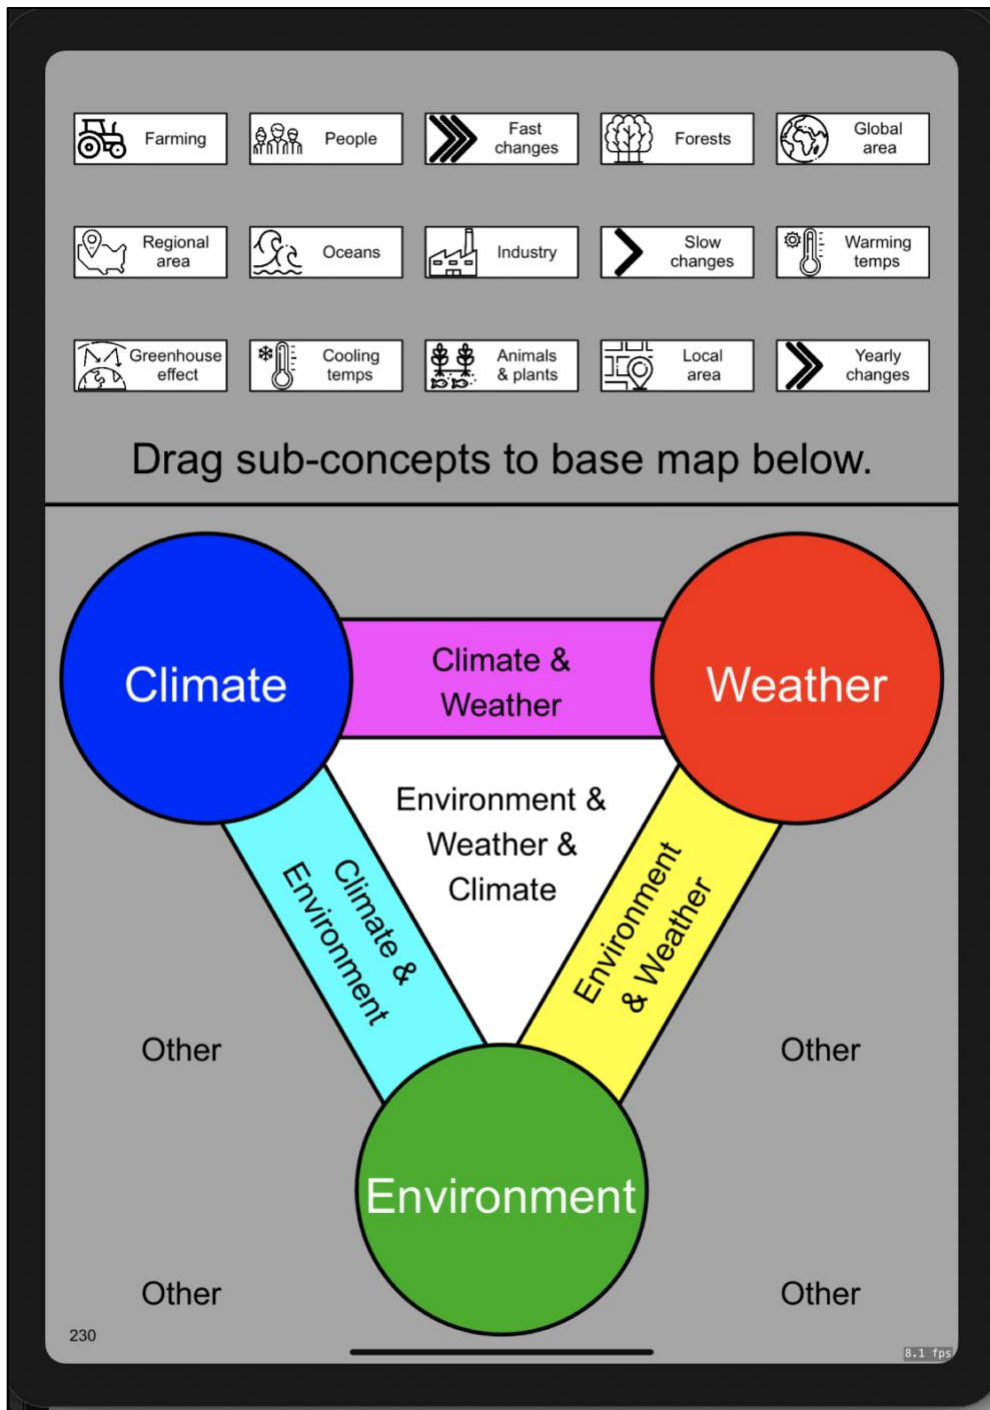 Farming
People
Fast
changes
Forests
Global
area
Regional
area
Oceans
Industry
Slow
changes
Warming
temps
Greenhouse
effect
Cooling
temps
Animals
& plants
Local
area
Yearly
changes
Drag sub-concepts to base map below.
Climate
Climate &
Weather
Weather
Environment &
Weather &
Climate
Climate &
Environment
Environment
& Weather
Other
Other
Environment
Other
Other
230
8.1 fps